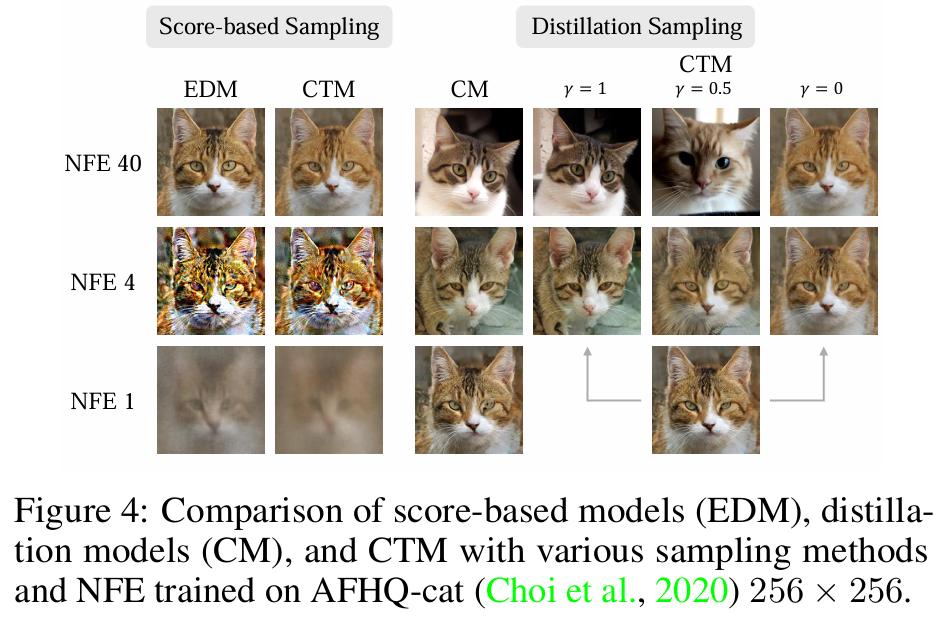 Score-based Sampling
Distillation Sampling
EDM
CTM
CM
γ = 1
CTM
γ = 0.5
γ = 0
NFE 40
NFE 4
NFE 1
Figure 4: Comparison of score-based models (EDM), distilla-
tion models (CM), and CTM with various sampling methods
and NFE trained on AFHQ-cat (Choi et al., 2020) 256 × 256.